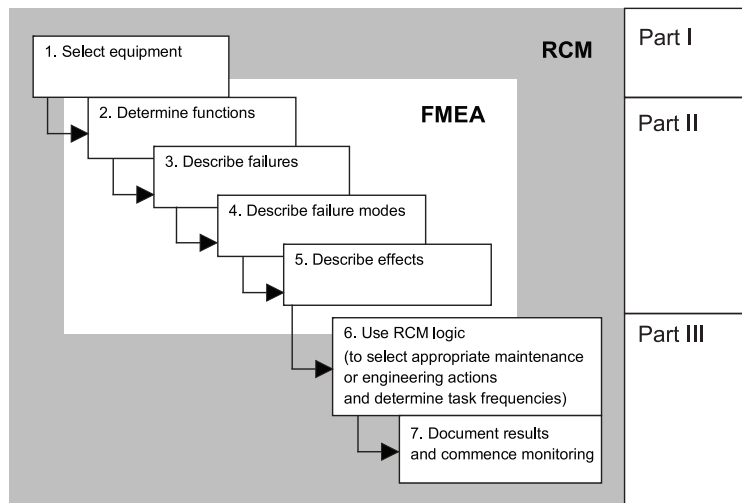 1. Select equipment
RCM
Part I
2. Determine functions
FMEA
Part II
3. Describe failures
4. Describe failure modes
5. Describe effects
6. Use RCM logic
(to select appropriate maintenance
or engineering actions
and determine task frequencies)
Part III
7. Document results
and commence monitoring